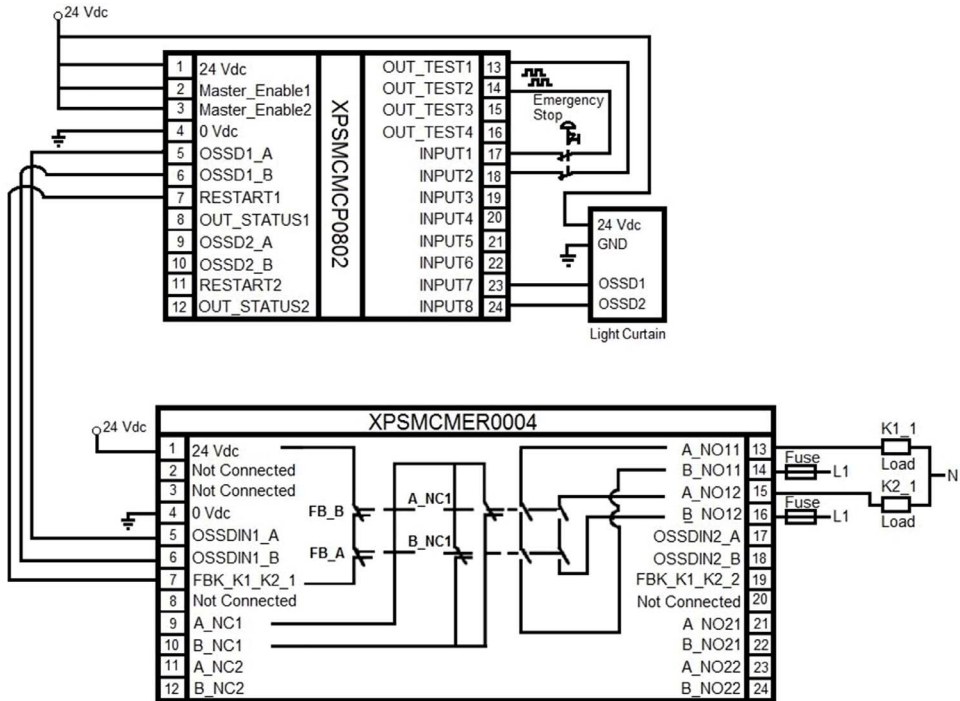 24 Vdc
1 24 Vdc
2 Master_Enable1
3 Master_Enable2
4 0 Vdc
5 OSSD1_A
6 OSSD1_B
7 RESTART1
8 OUT_STATUS1
9 OSSD2_A
10 OSSD2_B
11 RESTART2
12 OUT_STATUS2
XPSMCMCP0802
OUT_TEST1 13
OUT_TEST2 14
OUT_TEST3 15
OUT_TEST4 16
INPUT1 17
INPUT2 18
INPUT3 19
INPUT4 20
INPUT5 21
INPUT6 22
INPUT7 23
INPUT8 24
Emergency
Stop
24 Vdc
GND
OSSD1
OSSD2
Light Curtain
XPSMCMER0004
24 Vdc
1 24 Vdc
2 Not Connected
3 Not Connected
4 0 Vdc
5 OSSDIN1_A
6 OSSDIN1_B
7 FBK_K1_K2_1
8 Not Connected
9 A_NC1
10 B_NC1
11 A_NC2
12 B_NC2
FB_B
A_NC1
FB_A
B_NC1
A_NO11 13
B_NO11 14
A_NO12 15
B_NO12 16
OSSDIN2_A 17
OSSDIN2_B 18
FBK_K1_K2_2 19
Not Connected 20
A_NO21 21
B_NO21 22
A_NO22 23
B_NO22 24
K1_1
Load
Fuse
L1
N
K2_1
Load
Fuse
L1